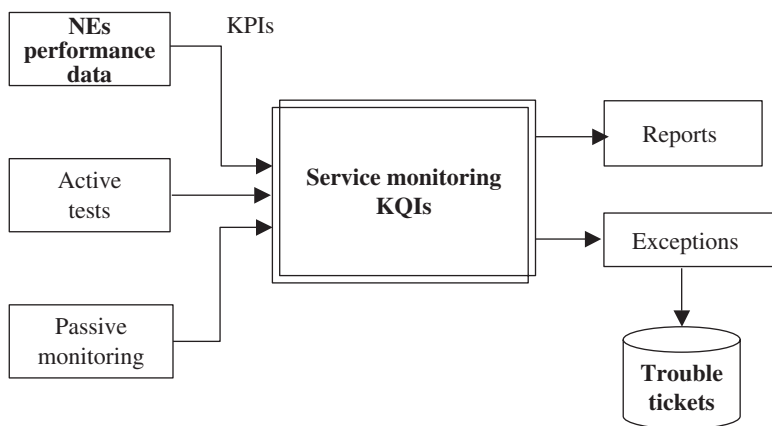 NEs
performance
data
KPIs
Active
tests
Passive
monitoring
Service monitoring
KQIs
Reports
Exceptions
Trouble
tickets